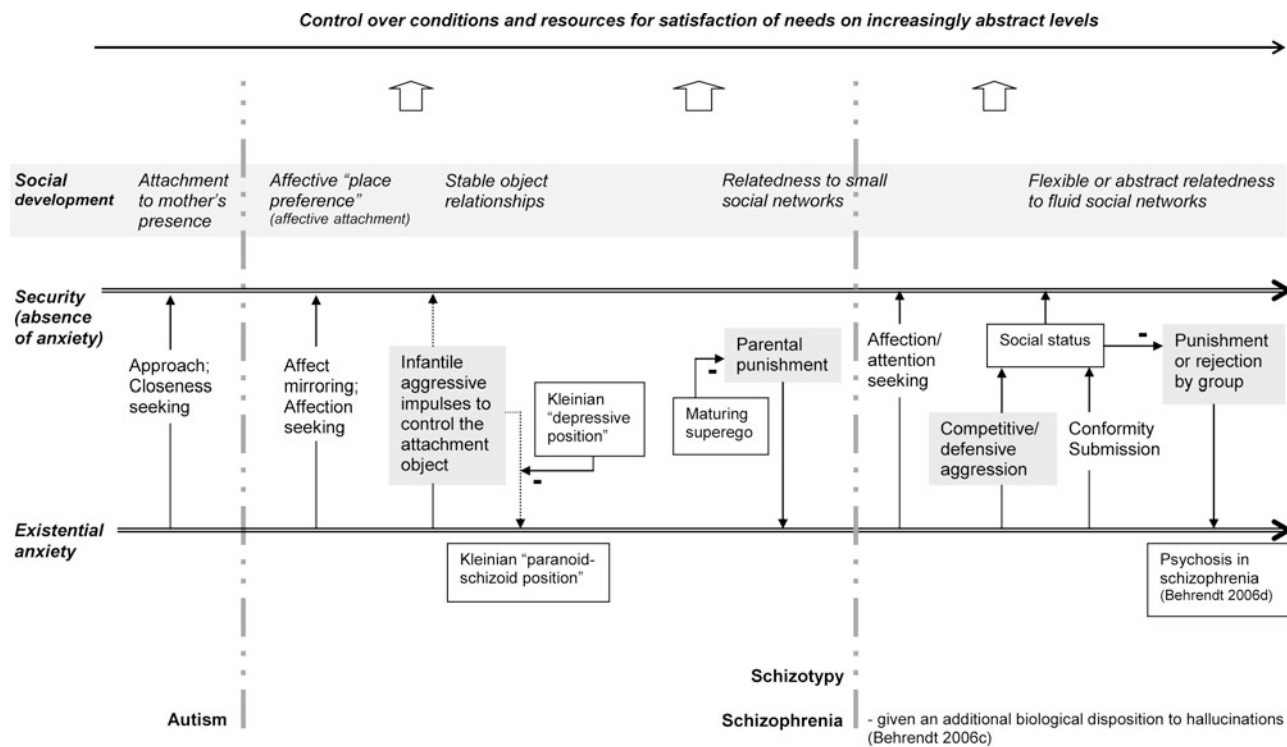 Control over conditions and resources for satisfaction of needs on increasingly abstract levels
Social
development
Attachment
to mother's
presence
Affective "place
preference"
(affective attachment)
Stable object
relationships
Relatedness to small
social networks
Flexible or abstract relatedness
to fluid social networks
Security
(absence
of anxiety)
Approach;
Closeness
seeking
Affect
mirroring;
Affection
seeking
Infantile
aggressive
impulses to
control the
attachment
object
Kleinian
"depressive
position"
-
Maturing
superego
-
Parental
punishment
Affection/
attention
seeking
Social status
-
Punishment
or rejection
by group
Competitive/
defensive
aggression
Conformity
Submission
Existential
anxiety
Kleinian "paranoid-
schizoid position"
Psychosis in
schizophrenia
(Behrendt 2006d)
Schizotypy
Autism
Schizophrenia
- given an additional biological disposition to hallucinations
(Behrendt 2006c)